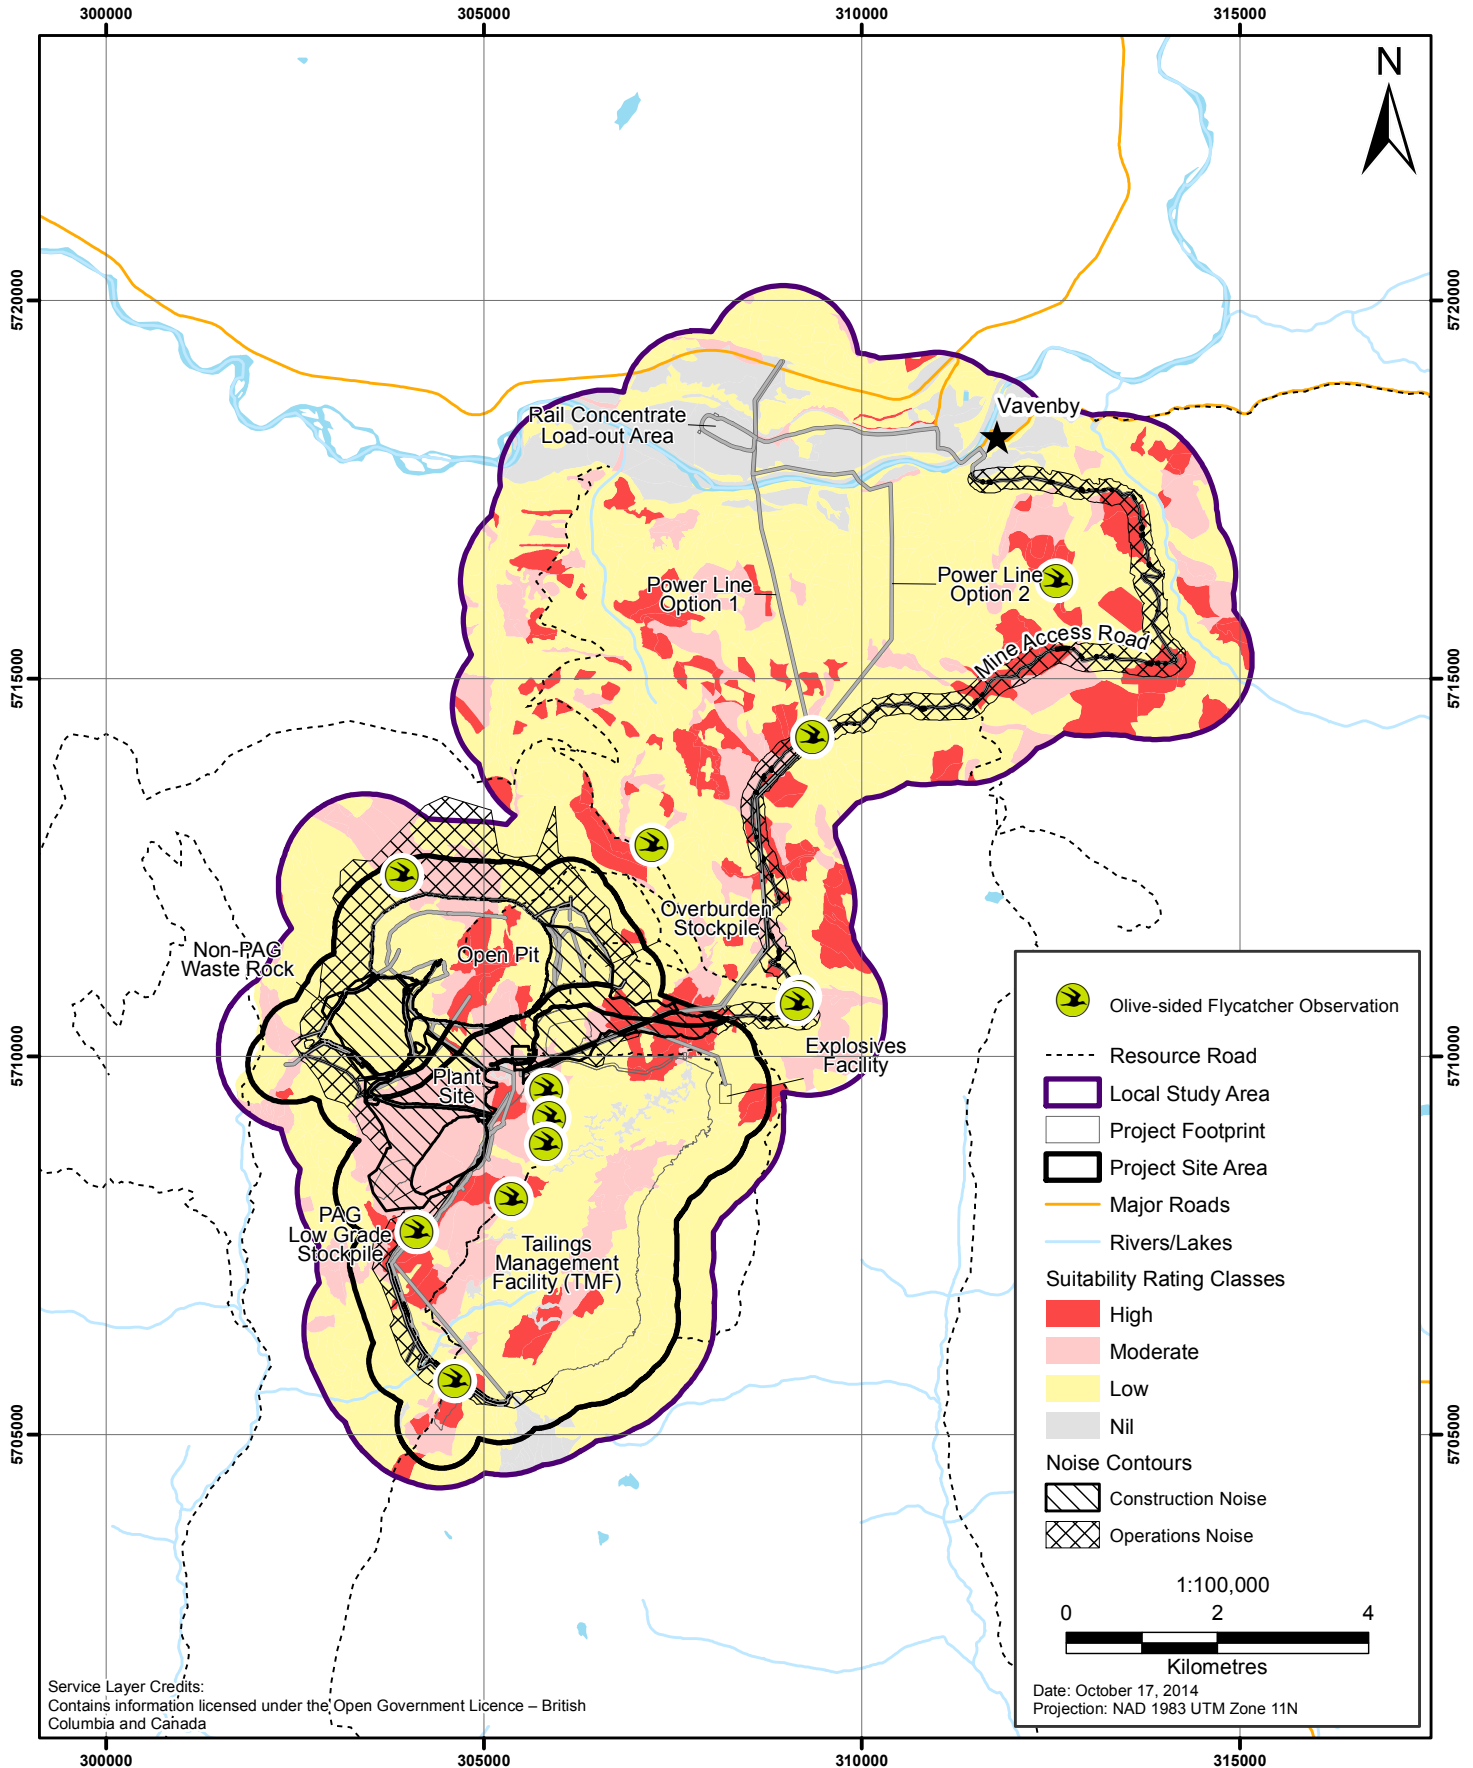 300000
305000
310000
315000
N
5720000
5720000
Vavenby
Rail Concentrate
Load-out Area
Power Line
Option 1
Power Line
Option 2
Mine Access Road
5715000
5715000
Overburden
Stockpile
Non-PAG
Waste Rock
Open Pit
5710000
5710000
Explosives
Facility
Plant
Site
PAG
Low Grade
Stockpile
Tailings
Management
Facility (TMF)
5705000
5705000
Olive-sided Flycatcher Observation
Resource Road
Local Study Area
Project Footprint
Project Site Area
Major Roads
Rivers/Lakes
Suitability Rating Classes
High
Moderate
Low
Nil
Noise Contours
Construction Noise
Operations Noise
1:100,000
0 2 4
Kilometres
Date: October 17, 2014
Projection: NAD 1983 UTM Zone 11N
Service Layer Credits:
Contains information licensed under the Open Government Licence – British
Columbia and Canada
300000
305000
310000
315000